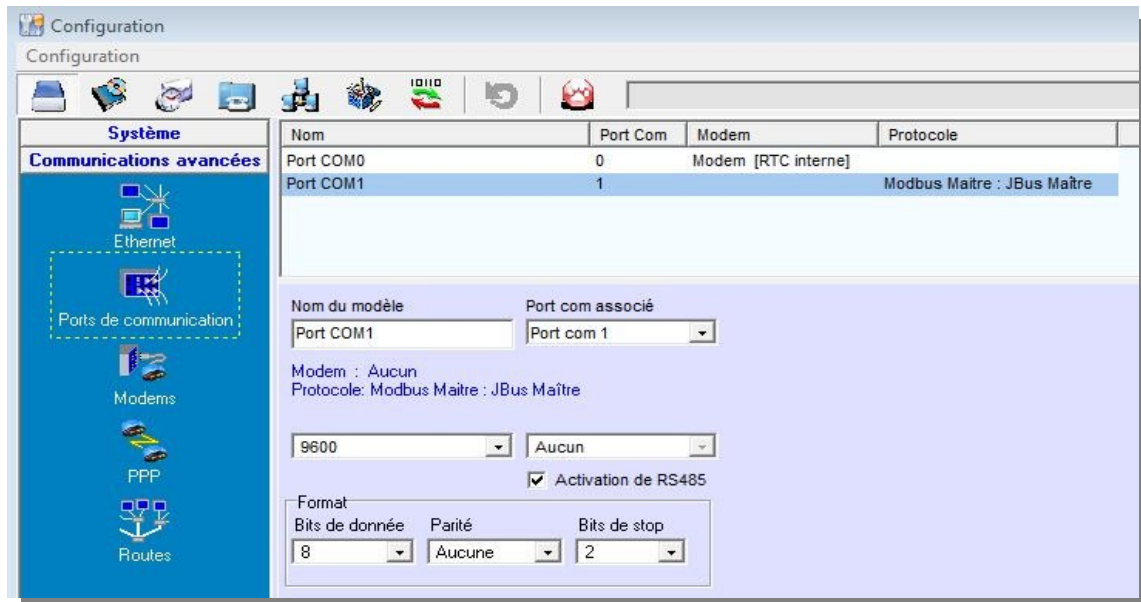 Configuration
Configuration
10110
Système
Communications avancées
Ethernet
Ports de communication
Modems
PPP
Routes
Nom Port Com Modem Protocole
Port COM0 0 Modem [RTC interne]
Port COM1 1 Modbus Maitre : JBus Maître
Nom du modèle Port com associé
Port COM1 Port com 1
Modem : Aucun
Protocole: Modbus Maitre : JBus Maître
9600 Aucun
Activation de RS485
Format
Bits de donnée Parité Bits de stop
8 Aucune 2